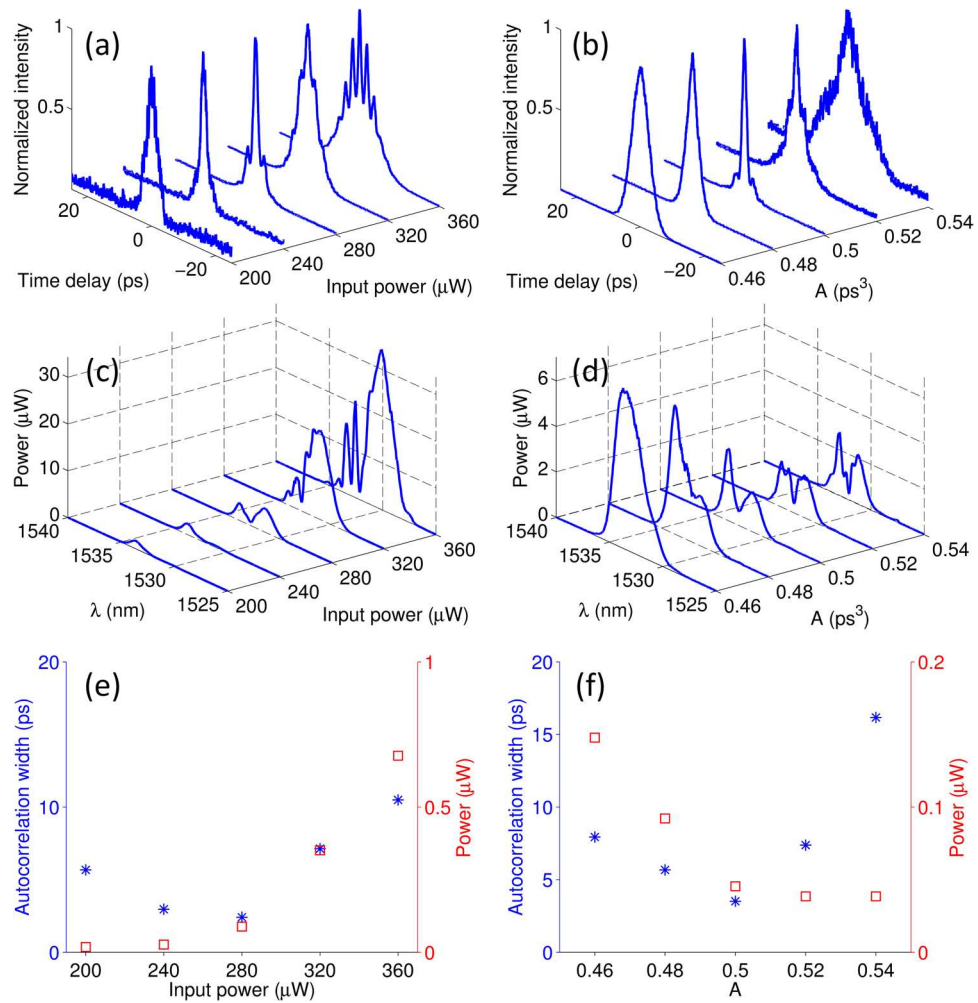 (a)
Normalized intensity
1
0.5
20
0
−20
Time delay (ps)
200
240
280
320
360
Input power (μW)
(b)
Normalized intensity
1
0.5
20
0
−20
Time delay (ps)
0.46
0.48
0.5
0.52
0.54
A (ps³)
(c)
Power (μW)
30
20
10
0
1540
1535
1530
1525
λ (nm)
200
240
280
320
360
Input power (μW)
(d)
Power (μW)
6
4
2
0
1540
1535
1530
1525
λ (nm)
0.46
0.48
0.5
0.52
0.54
A (ps³)
(e)
Autocorrelation width (ps)
20
10
0
200
240
280
320
360
Input power (μW)
1
0.5
0
Power (μW)
(f)
Autocorrelation width (ps)
20
15
10
5
0
0.46
0.48
0.5
0.52
0.54
A
0.2
0.1
0
Power (μW)